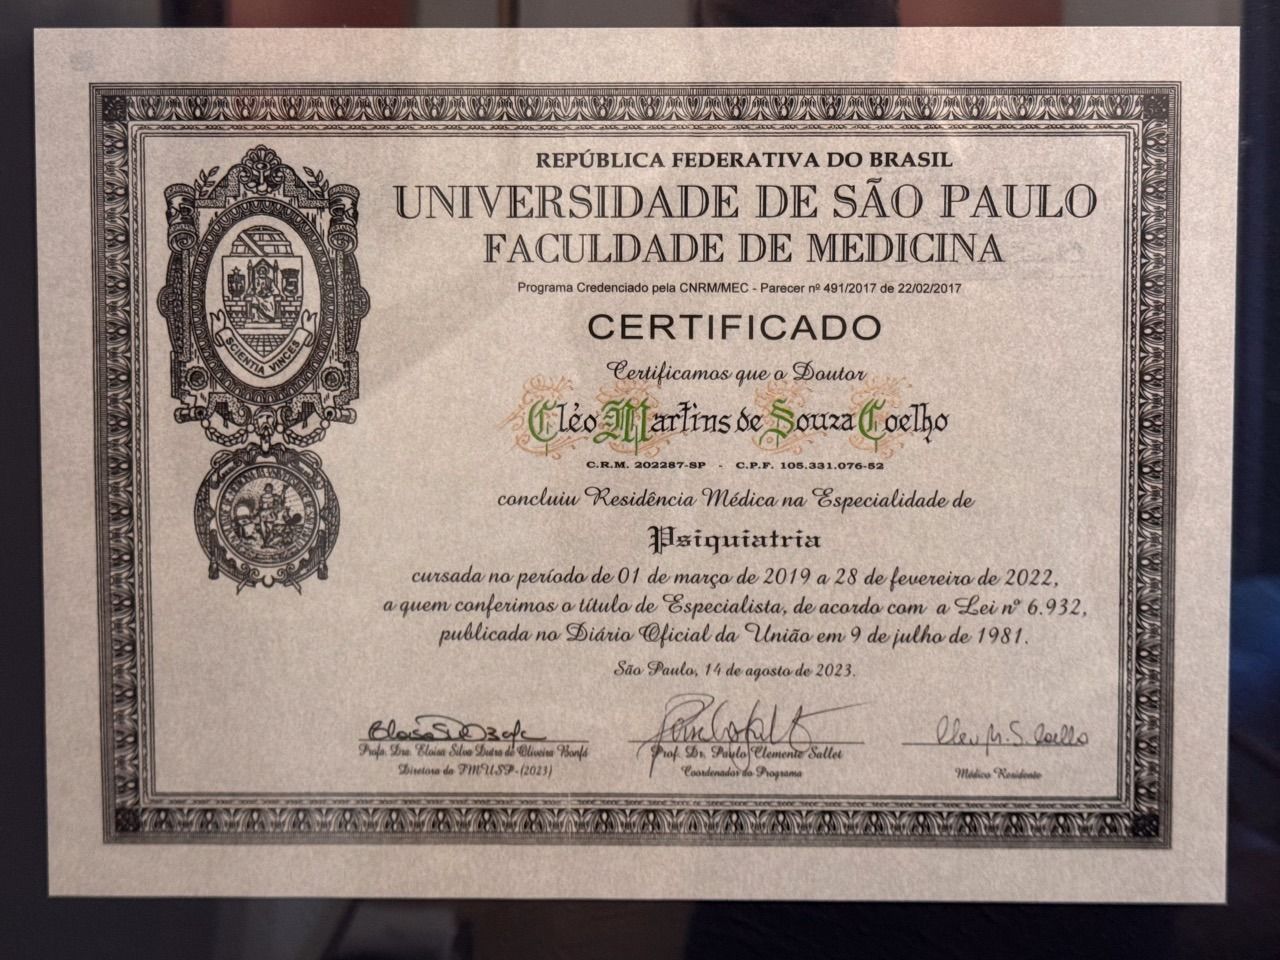 REPÚBLICA FEDERATIVA DO BRASIL
UNIVERSIDADE DE SÃO PAULO
FACULDADE DE MEDICINA
Programa Credenciado pela CNRM/MEC - Parecer nº 491/2017 de 22/02/2017
CERTIFICADO
Certificamos que o Doutor
Cléo Martins de Souza Coelho
C.R.M. 202287-SP - C.P.F. 105.331.076-52
concluiu Residência Médica na Especialidade de
Psiquiatria
cursada no período de 01 de março de 2019 a 28 de fevereiro de 2022,
a quem conferimos o título de Especialista, de acordo com a Lei nº 6.932,
publicada no Diário Oficial da União em 9 de julho de 1981.
São Paulo, 14 de agosto de 2023.
Profa. Dra. Eloisa Silva Dutra de Oliveira Bonfá
Diretora da FMUSP-(2023)
Prof. Dr. Paulo Clemente Sallet
Coordenador do Programa
Cleo M. S. Coelho
Médico Residente
SCIENTIA VINCES